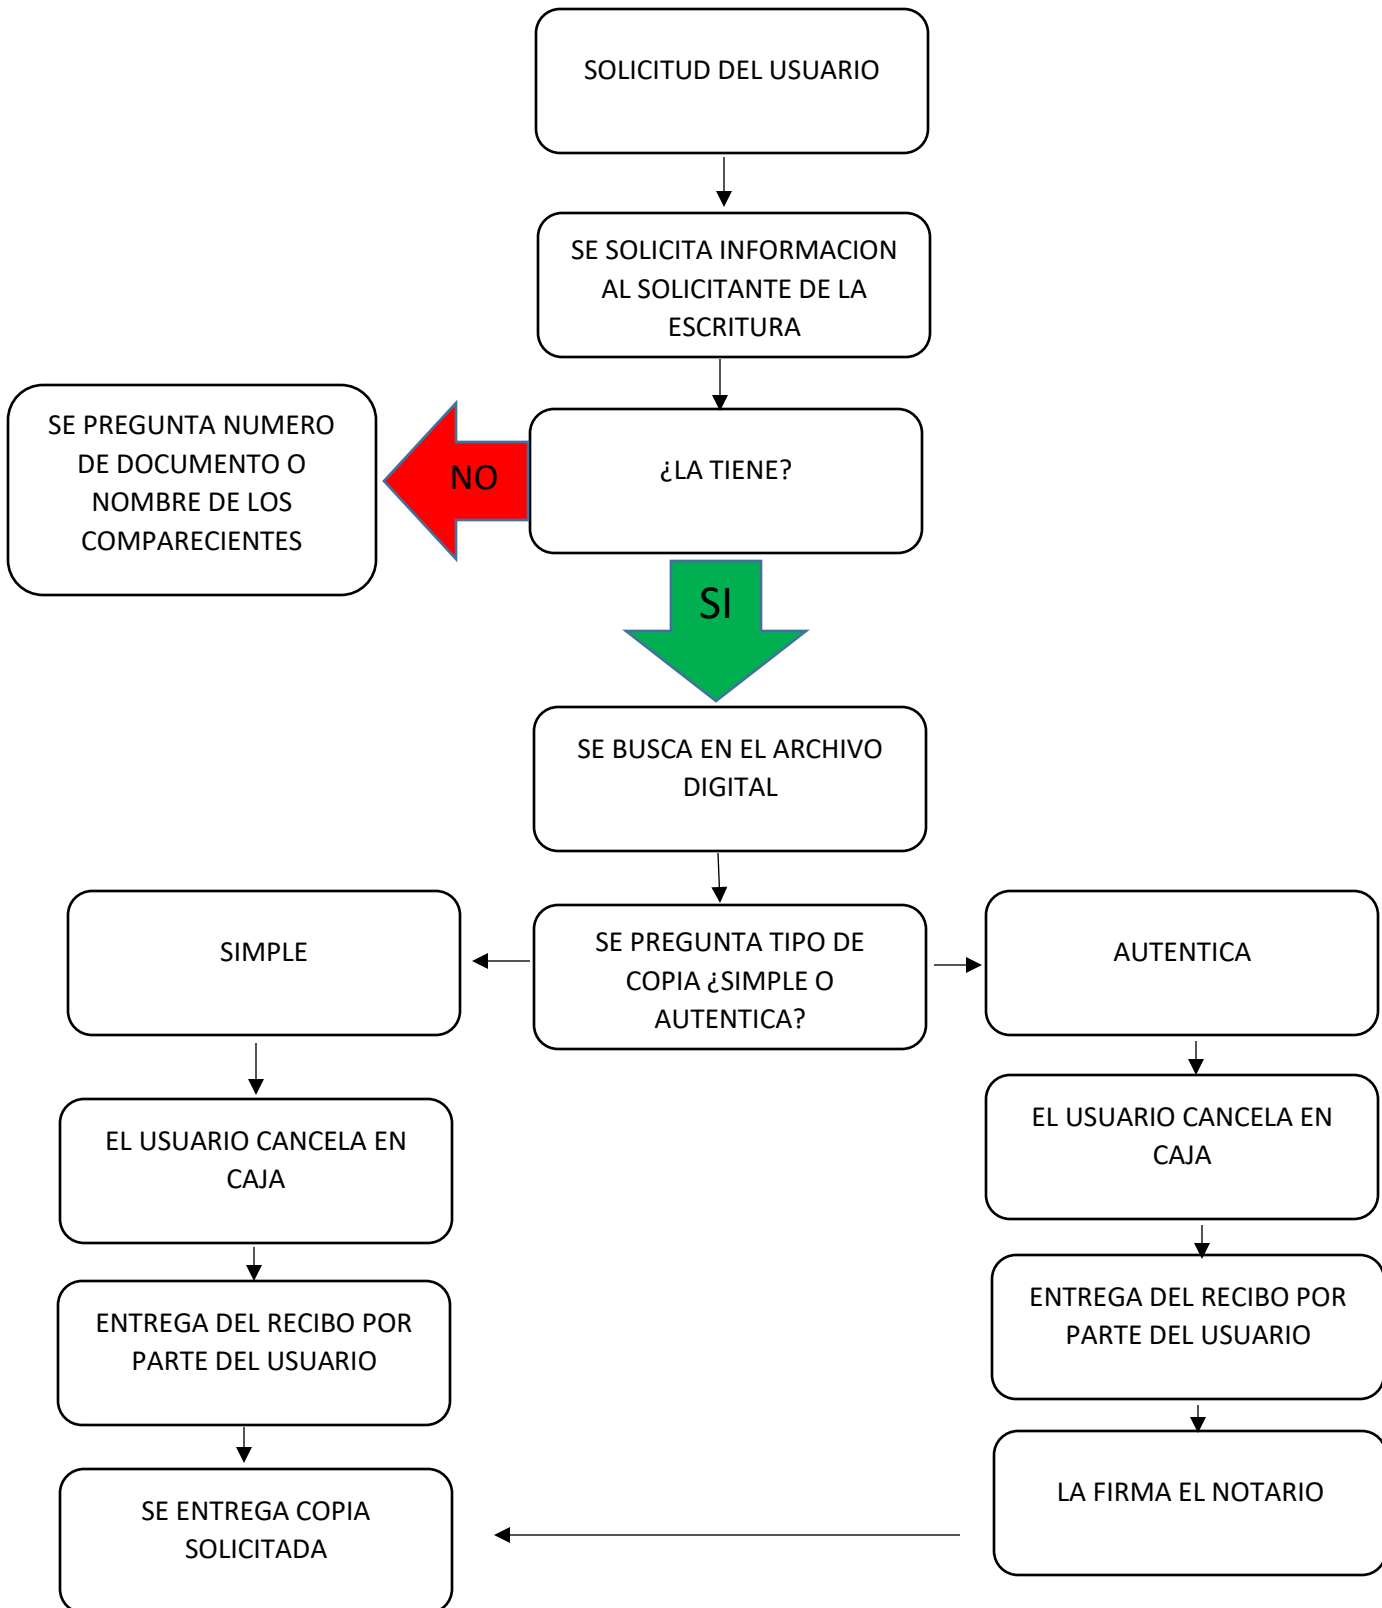 SOLICITUD DEL USUARIO
SE SOLICITA INFORMACION
AL SOLICITANTE DE LA
ESCRITURA
SE PREGUNTA NUMERO
DE DOCUMENTO O
NOMBRE DE LOS
COMPARECIENTES
NO
¿LA TIENE?
SI
SE BUSCA EN EL ARCHIVO
DIGITAL
SIMPLE
SE PREGUNTA TIPO DE
COPIA ¿SIMPLE O
AUTENTICA?
AUTENTICA
EL USUARIO CANCELA EN
CAJA
EL USUARIO CANCELA EN
CAJA
ENTREGA DEL RECIBO POR
PARTE DEL USUARIO
ENTREGA DEL RECIBO POR
PARTE DEL USUARIO
SE ENTREGA COPIA
SOLICITADA
LA FIRMA EL NOTARIO